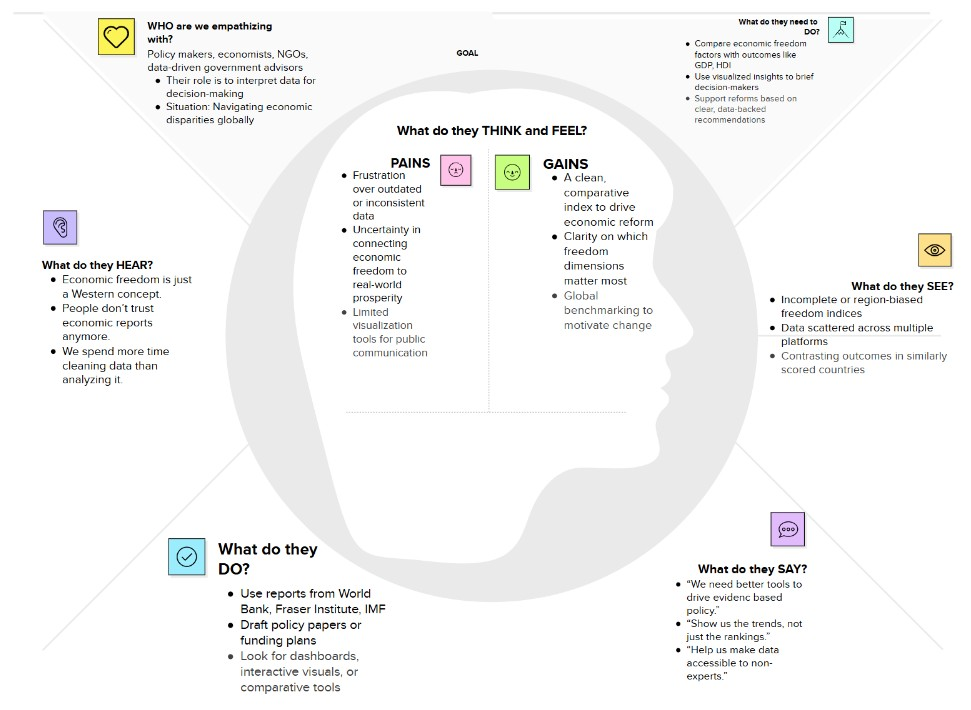 WHO are we empathizing
with?
Policy makers, economists, NGOs,
data-driven government advisors
● Their role is to interpret data for
decision-making
● Situation: Navigating economic
disparities globally
GOAL
What do they need to
DO?
● Compare economic freedom
factors with outcomes like
GDP, HDI
● Use visualized insights to brief
decision-makers
● Support reforms based on
clear, data-backed
recommendations
What do they THINK and FEEL?
PAINS
● Frustration
over outdated
or inconsistent
data
● Uncertainty in
connecting
economic
freedom to
real-world
prosperity
● Limited
visualization
tools for public
communication
GAINS
● A clean,
comparative
index to drive
economic reform
● Clarity on which
freedom
dimensions
matter most
● Global
benchmarking to
motivate change
What do they HEAR?
● Economic freedom is just
a Western concept.
● People don't trust
economic reports
anymore.
● We spend more time
cleaning data than
analyzing it.
What do they SEE?
● Incomplete or region-biased
freedom indices
● Data scattered across multiple
platforms
● Contrasting outcomes in similarly
scored countries
What do they
DO?
● Use reports from World
Bank, Fraser Institute, IMF
● Draft policy papers or
funding plans
● Look for dashboards,
interactive visuals, or
comparative tools
What do they SAY?
● “We need better tools to
drive evidenc based
policy.”
● “Show us the trends, not
just the rankings.”
● “Help us make data
accessible to non-
experts.”